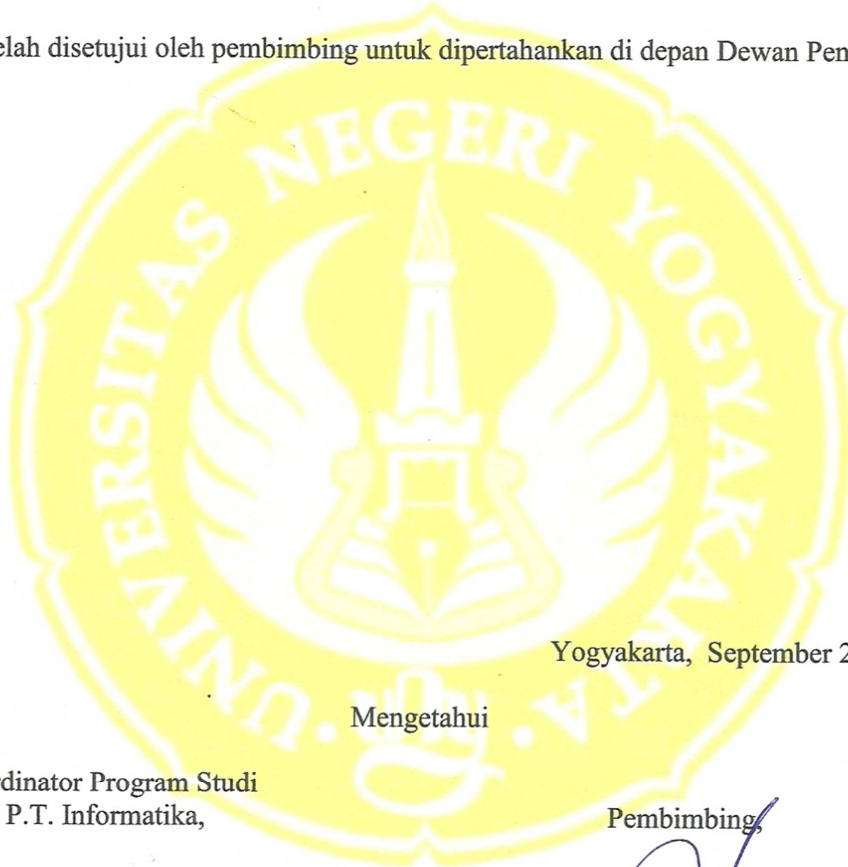 elah disetujui oleh pembimbing untuk dipertahankan di depan Dewan Pen
UNIVERSITAS NEGERI YOGYAKARTA
Yogyakarta, September 2
Mengetahui
dinator Program Studi
P.T. Informatika,
Pembimbing,